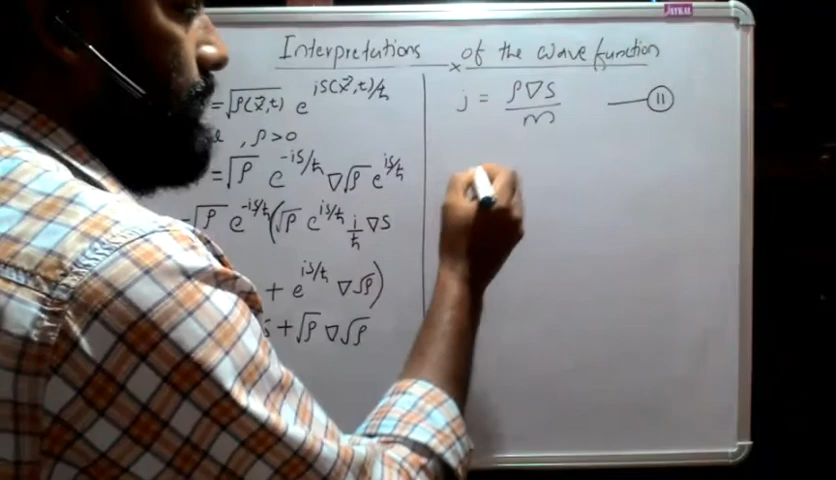 Interpretations of the wave function
= √ρ(x⃗,t) e^{iS(x⃗,t)/ħ}
, ρ>0
= √ρ e^{-iS/ħ} ∇√ρ e^{iS/ħ}
= √ρ e^{-iS/ħ} (√ρ e^{iS/ħ} i/ħ ∇S
+ e^{iS/ħ} ∇√ρ)
S + √ρ ∇√ρ
j = ρ∇S/m — 11